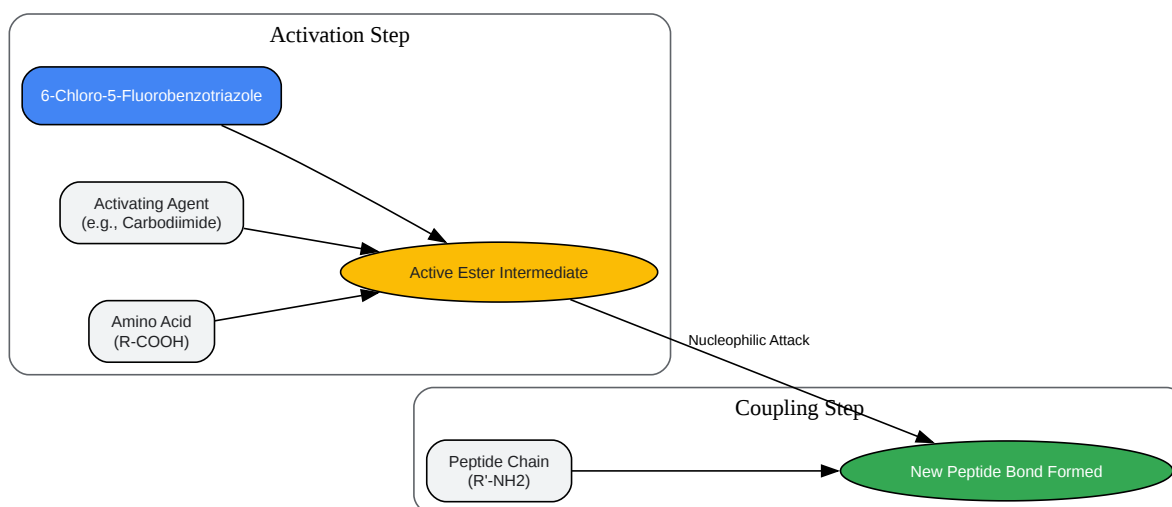 Activation Step
6-Chloro-5-Fluorobenzotriazole
Activating Agent
(e.g., Carbodiimide)
Active Ester Intermediate
Amino Acid
(R-COOH)
Nucleophilic Attack
Coupling Step
Peptide Chain
(R'-NH2)
New Peptide Bond Formed